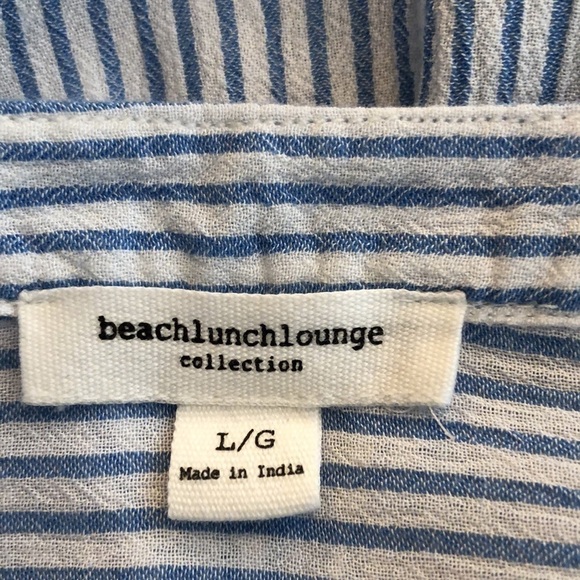 beachlunchlounge
collection
L/G
Made in India